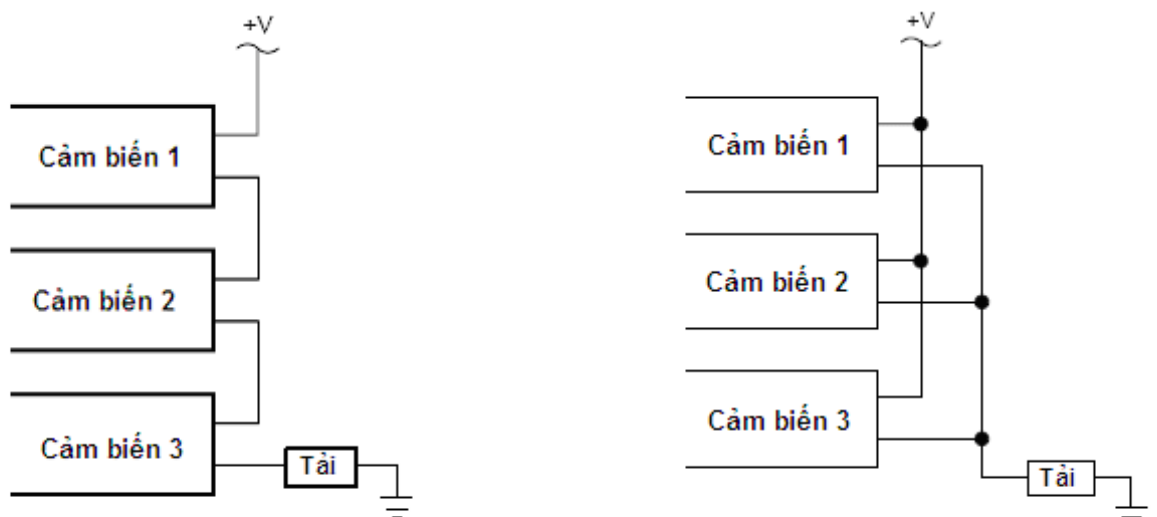 +V
Cảm biến 1
Cảm biến 2
Cảm biến 3
Tải
+V
Cảm biến 1
Cảm biến 2
Cảm biến 3
Tải